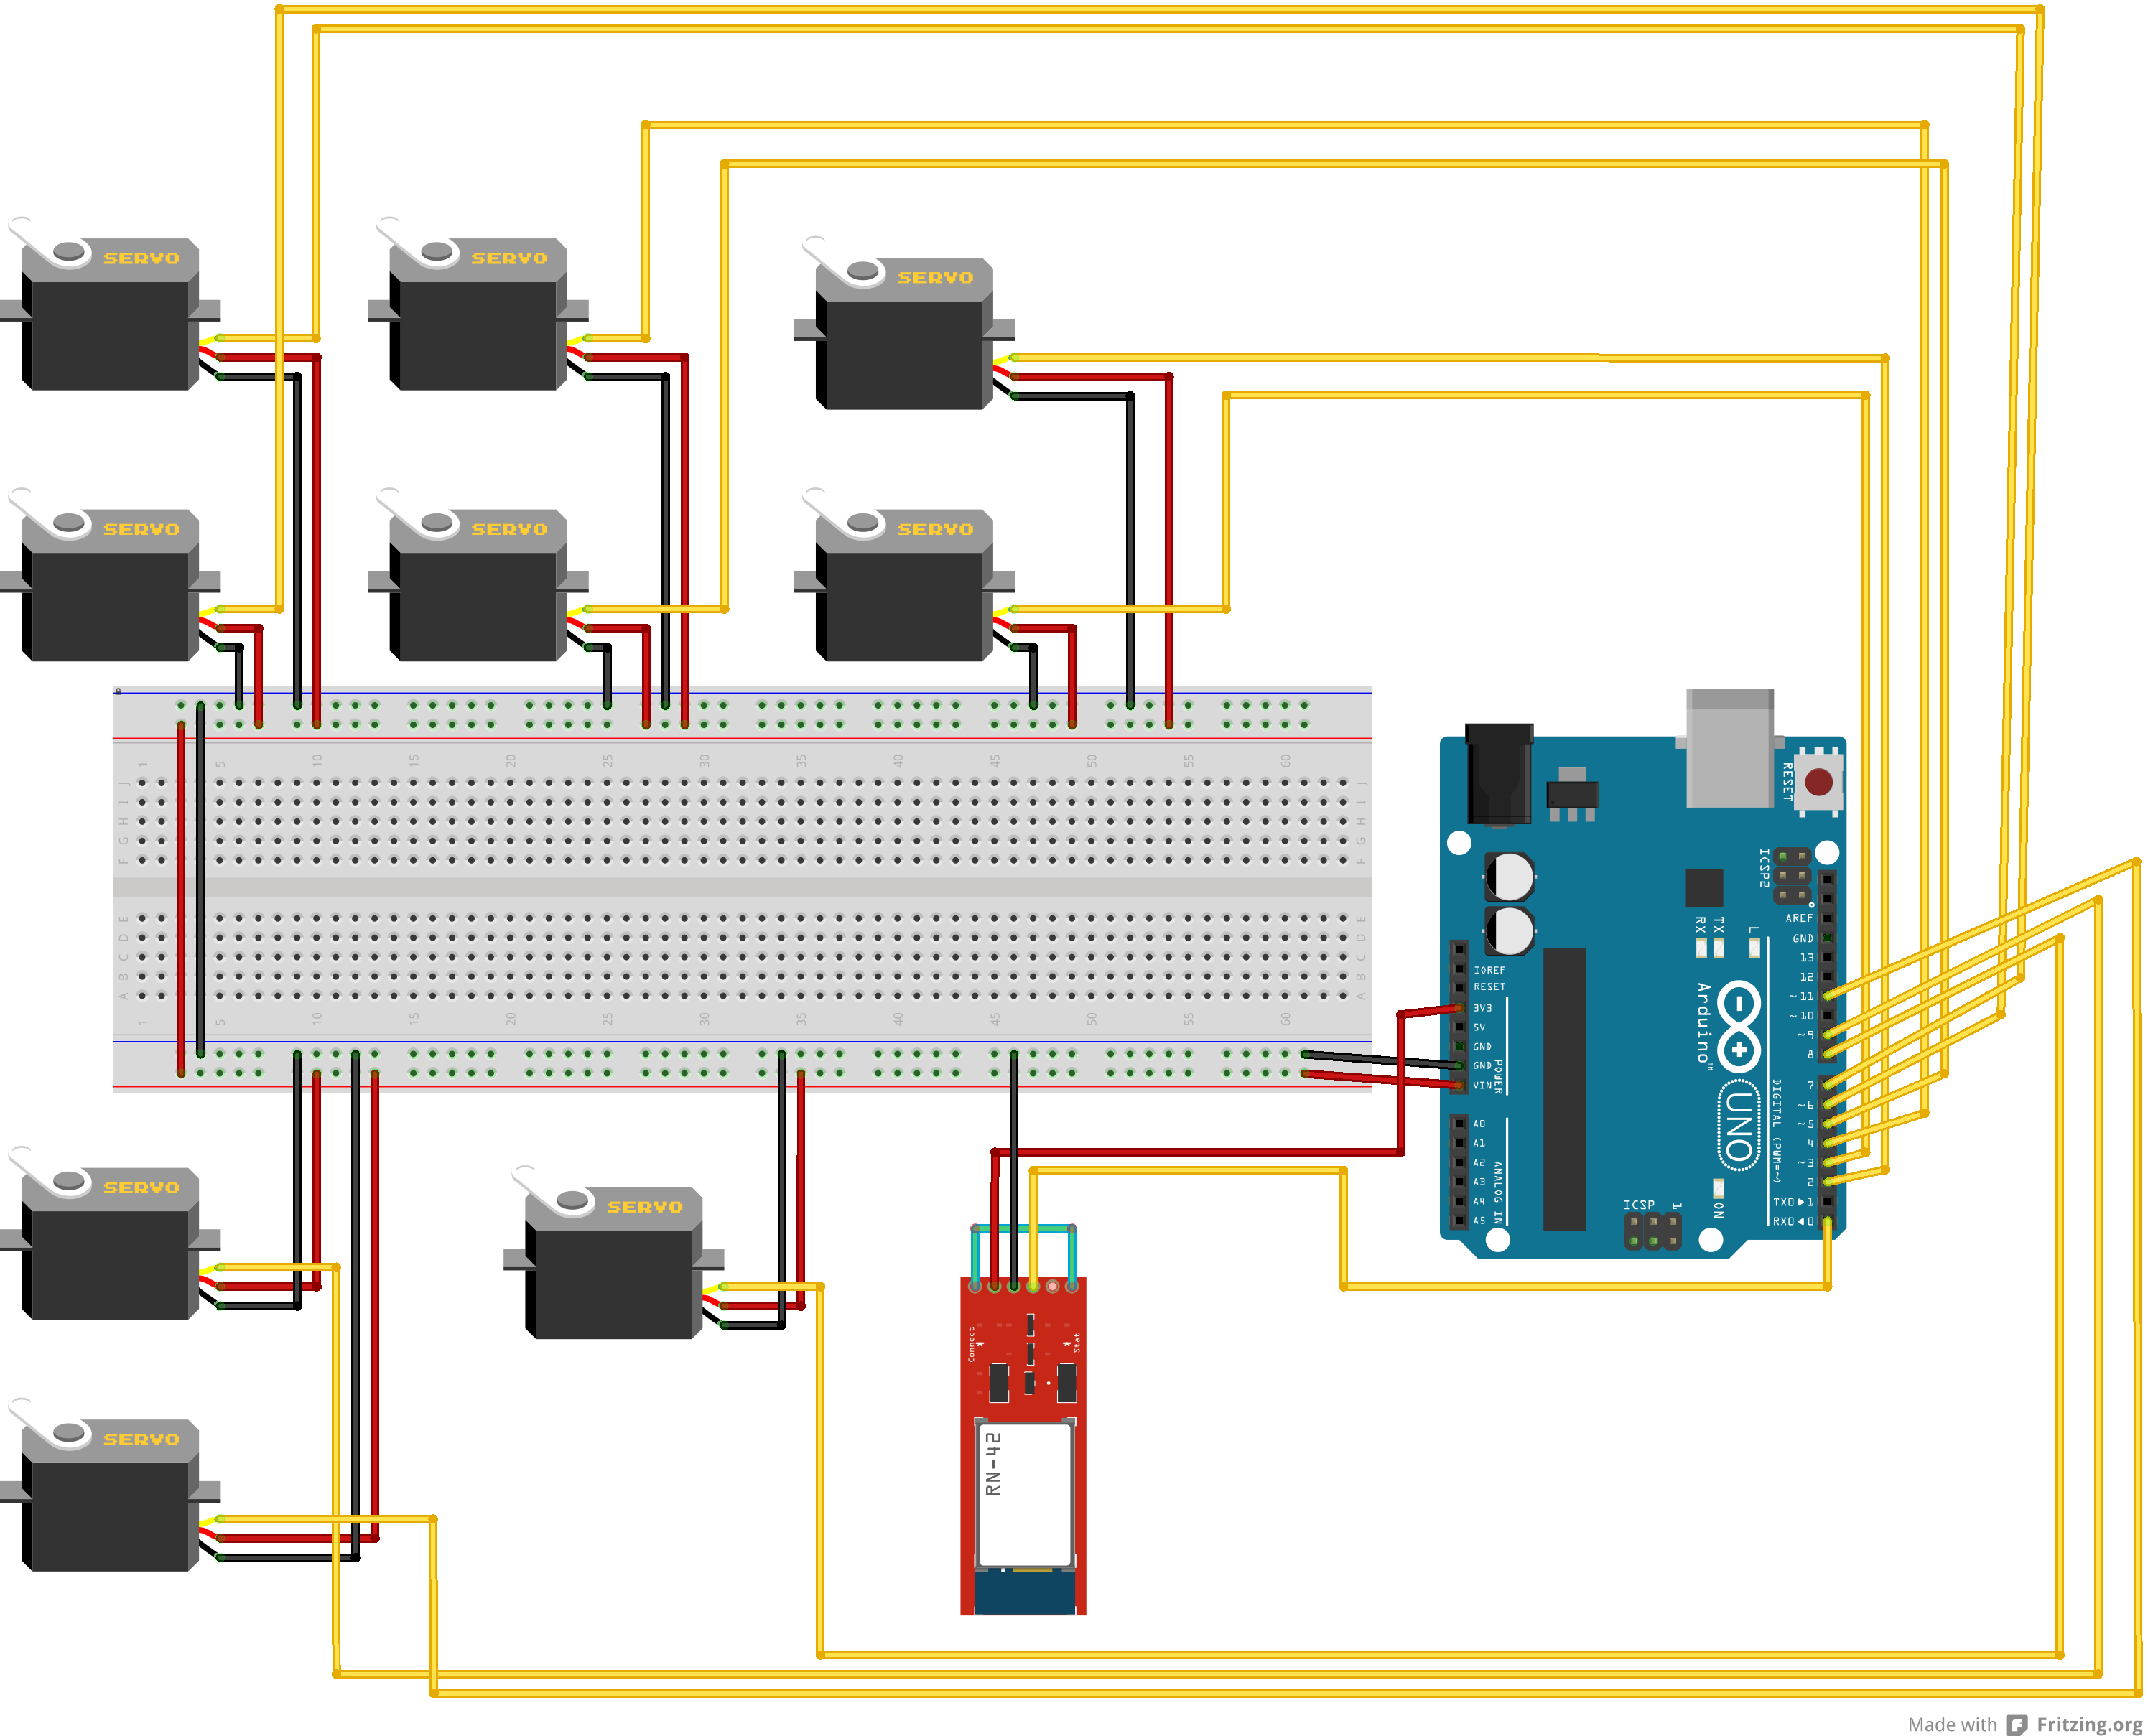 SERVO
SERVO
SERVO
SERVO
SERVO
SERVO
1 5 10 15 20 25 30 35 40 45 50 55 60
J J
I I
H H
G G
F F
E E
D D
C C
B B
A A
1 5 10 15 20 25 30 35 40 45 50 55 60
RESET
ICSP2
AREF
GND
13
12
RX TX L
~11
~10
~9
8
IOREF
RESET
3V3
5V
GND
GND
VIN
POWER
Arduino™
UNO
DIGITAL (PWM=~)
7
~6
~5
4
~3
2
TX0▶1
RX0◀0
A0
A1
A2
A3
A4
A5
ANALOG IN
ICSP
1
ON
SERVO
SERVO
Connect
Stat
RN-42
SERVO
Made with Fritzing.org